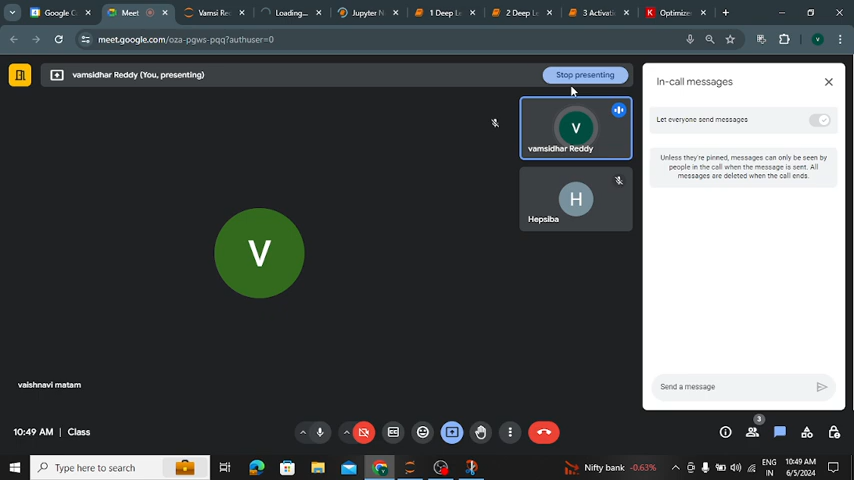 Google C
Meet
Vamsi Re
Loading...
Jupyter N
1 Deep Le
2 Deep L
3 Activati
K
Optimize
meet.google.com/oza-pgws-pqq?authuser=0
v
vamsidhar Reddy (You, presenting)
Stop presenting
V
vamsidhar Reddy
H
Hepsiba
V
vaishnavi matam
In-call messages
Let everyone send messages
Unless they're pinned, messages can only be seen by
people in the call when the message is sent. All
messages are deleted when the call ends.
Send a message
10:49 AM | Class
3
Type here to search
Nifty bank -0.63%
ENG
IN
10:49 AM
6/5/2024